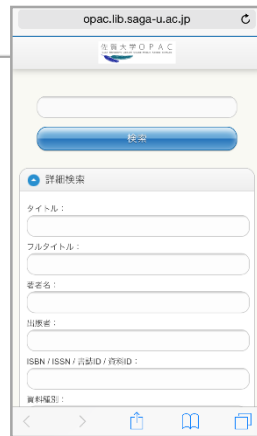 opac.lib.saga-u.ac.jp
佐賀大学OPAC
検索
詳細検索
タイトル：
フルタイトル：
著者名：
出版者：
ISBN / ISSN / 書誌ID / 資料ID：
資料種別：